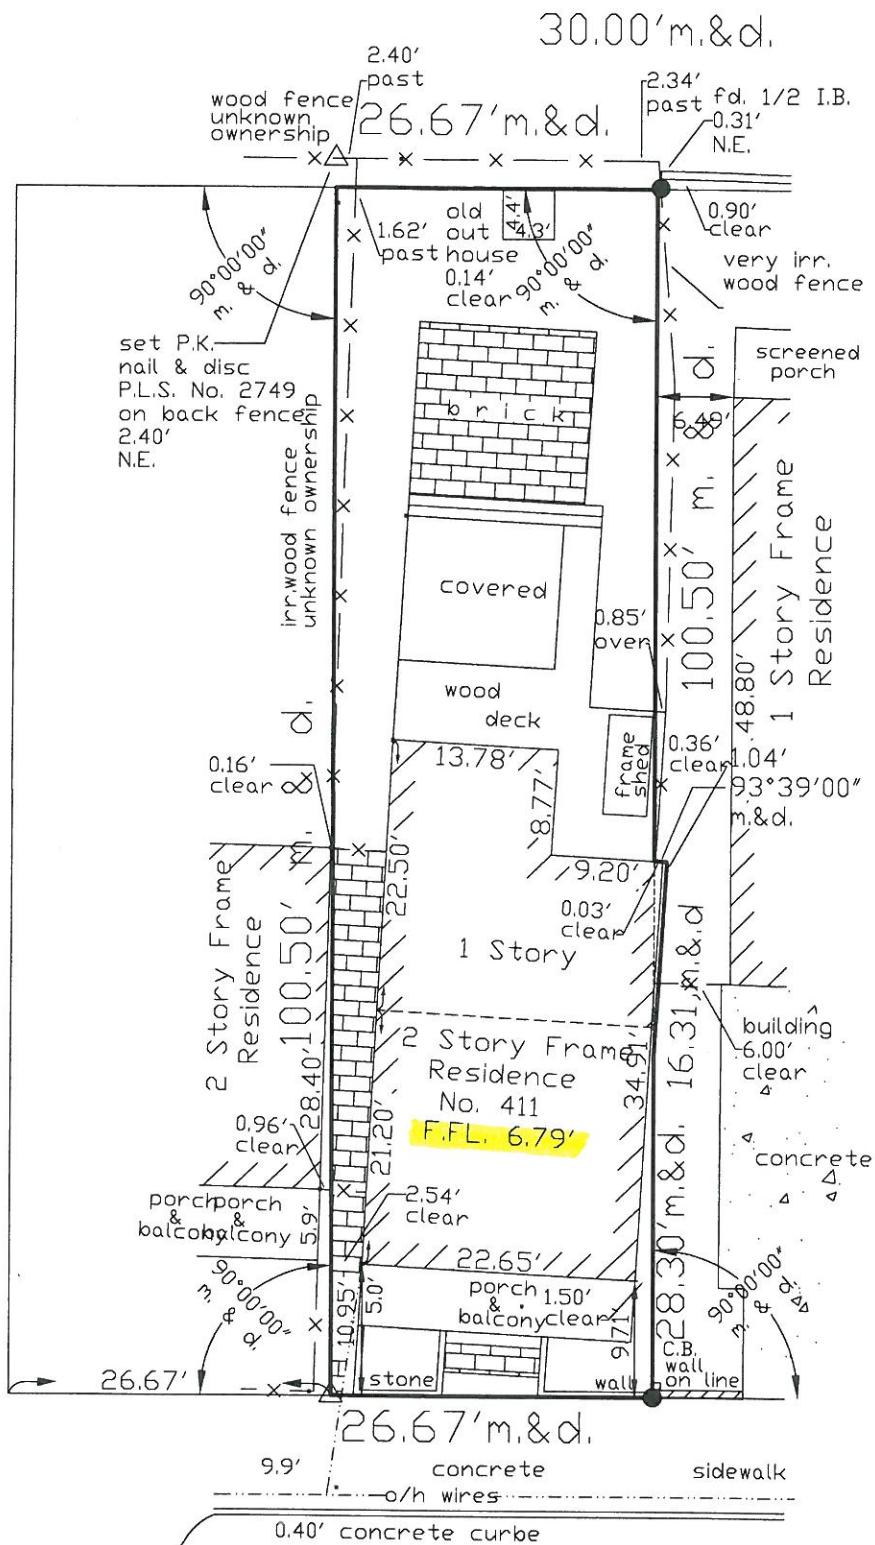 30.00'm.&d.
2.40'
past
2.34'
past
fd. 1/2 I.B.
0.31'
N.E.
wood fence
unknown
ownership
26.67'm.&d.
old
out
house
0.14'
clear
4.4'
4.3'
1.62'
past
90°00'00"
m. & d.
90°00'00"
m. & d.
0.90'
clear
very irr.
wood fence
set P.K.
nail & disc
P.L.S. No. 2749
on back fence
2.40'
N.E.
screened
porch
brick
6.49'
irr.wood fence
unknown ownership
100.50' m. & d.
1 Story Frame
Residence
48.80'
covered
0.85'
over
wood
deck
frame
shed
0.36'
clear
1.04'
93°39'00"
m.&d.
0.16'
clear
13.78'
8.77'
9.20'
22.50'
0.03'
clear
1 Story
2 Story Frame
Residence
100.50' m. & d.
28.40'
16.31'm.&d
building
6.00'
clear
2 Story Frame
Residence
No. 411
F.FL. 6.79'
34.91'
21.20'
0.96'
clear
concrete
porch
&
balcony
porch
&
balcony
5.9'
2.54'
clear
22.65'
28.30'm.&d.
porch
&
balcony
1.50'
clear
90°00'00"
m. & d.
90°00'00"
m. & d.
10.95'
5.0'
9.71'
C.B.
wall
on line
stone
wall
26.67'
26.67'm.&d.
9.9'
concrete
sidewalk
o/h wires
0.40' concrete curbe